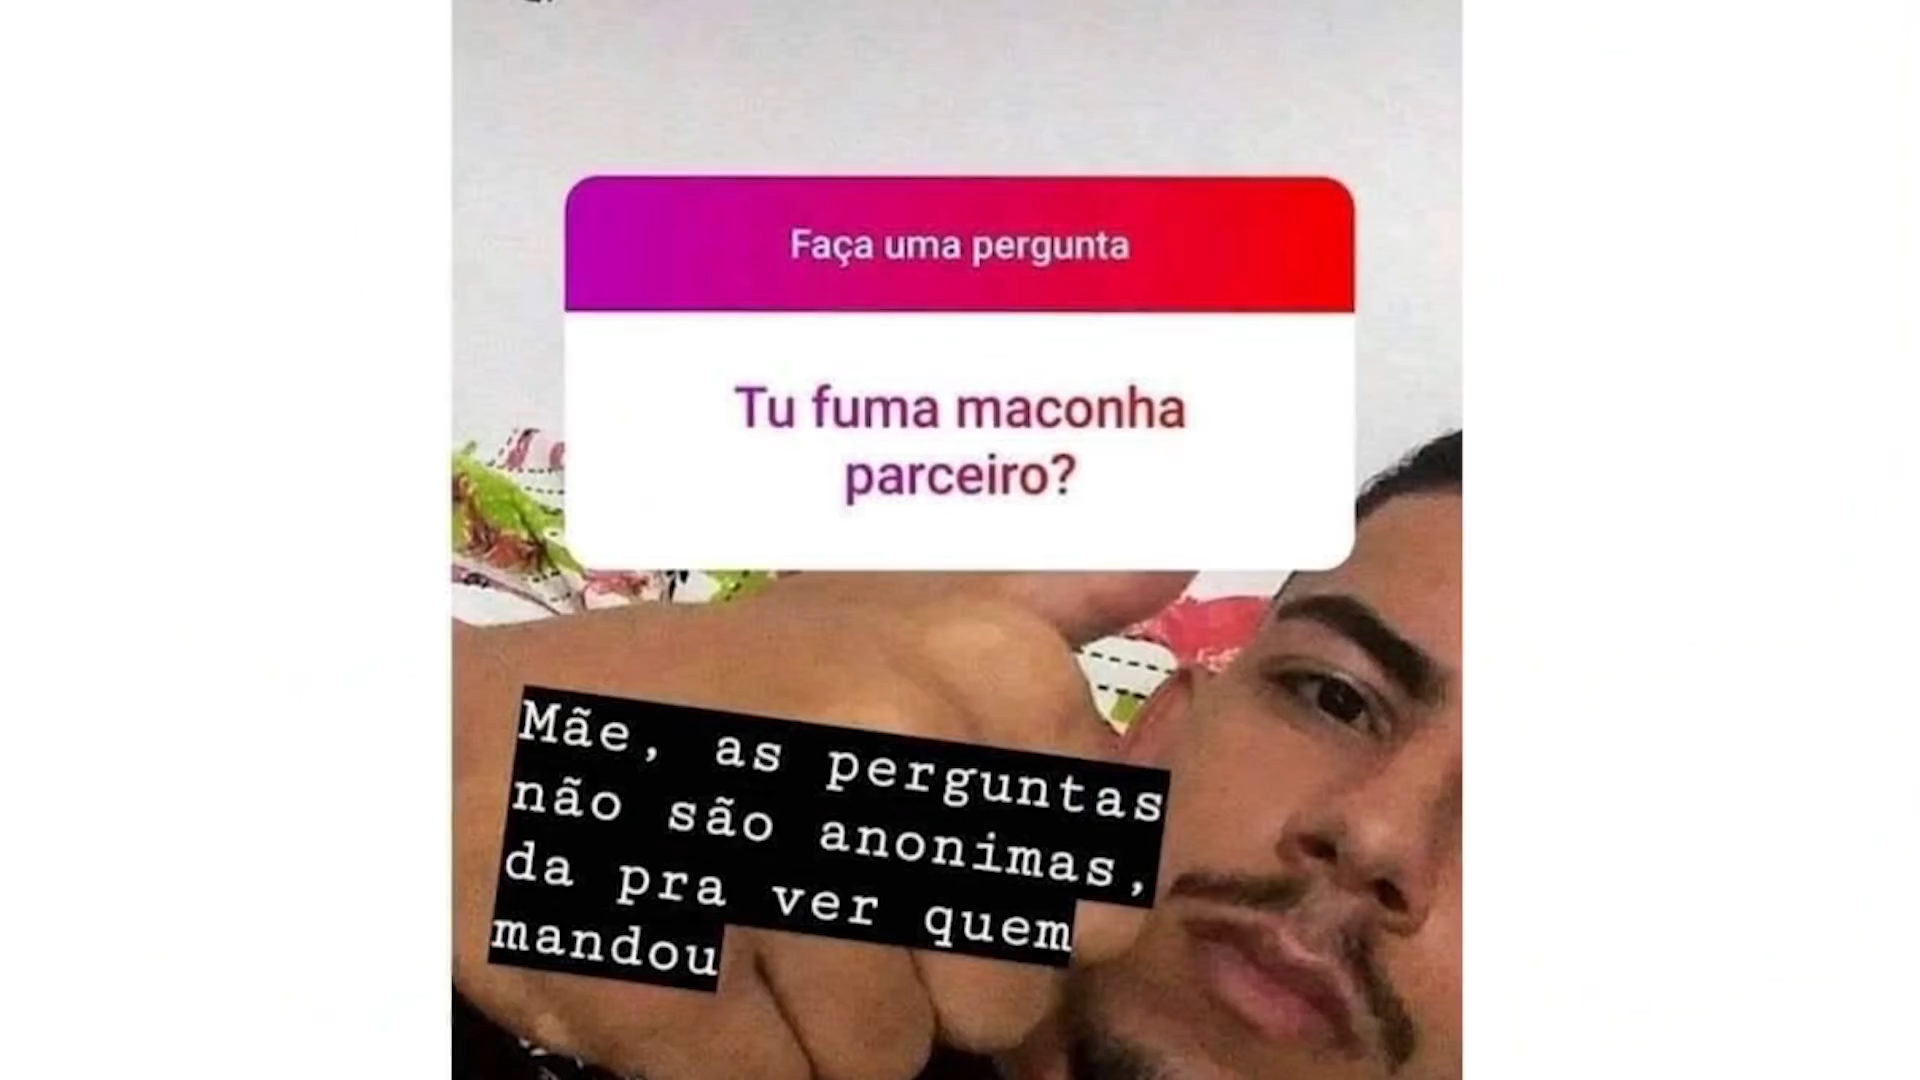 Faça uma pergunta
Tu fuma maconha
parceiro?
Mãe, as perguntas
não são anonimas,
da pra ver quem
mandou